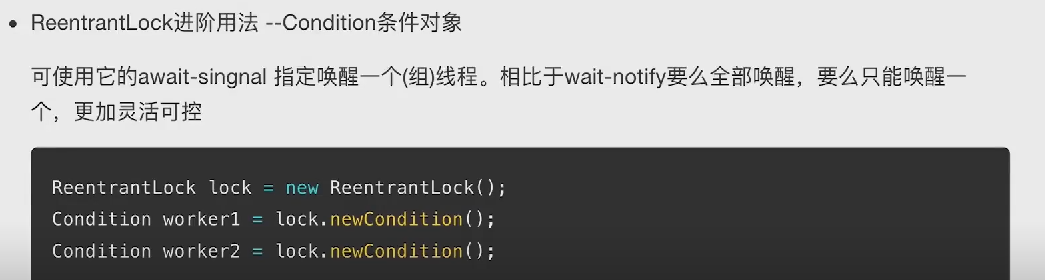 ReentrantLock进阶用法 --Condition条件对象
可使用它的await-singnal 指定唤醒一个(组)线程。相比于wait-notify要么全部唤醒，要么只能唤醒一
个，更加灵活可控
ReentrantLock lock = new ReentrantLock();
Condition worker1 = lock.newCondition();
Condition worker2 = lock.newCondition();